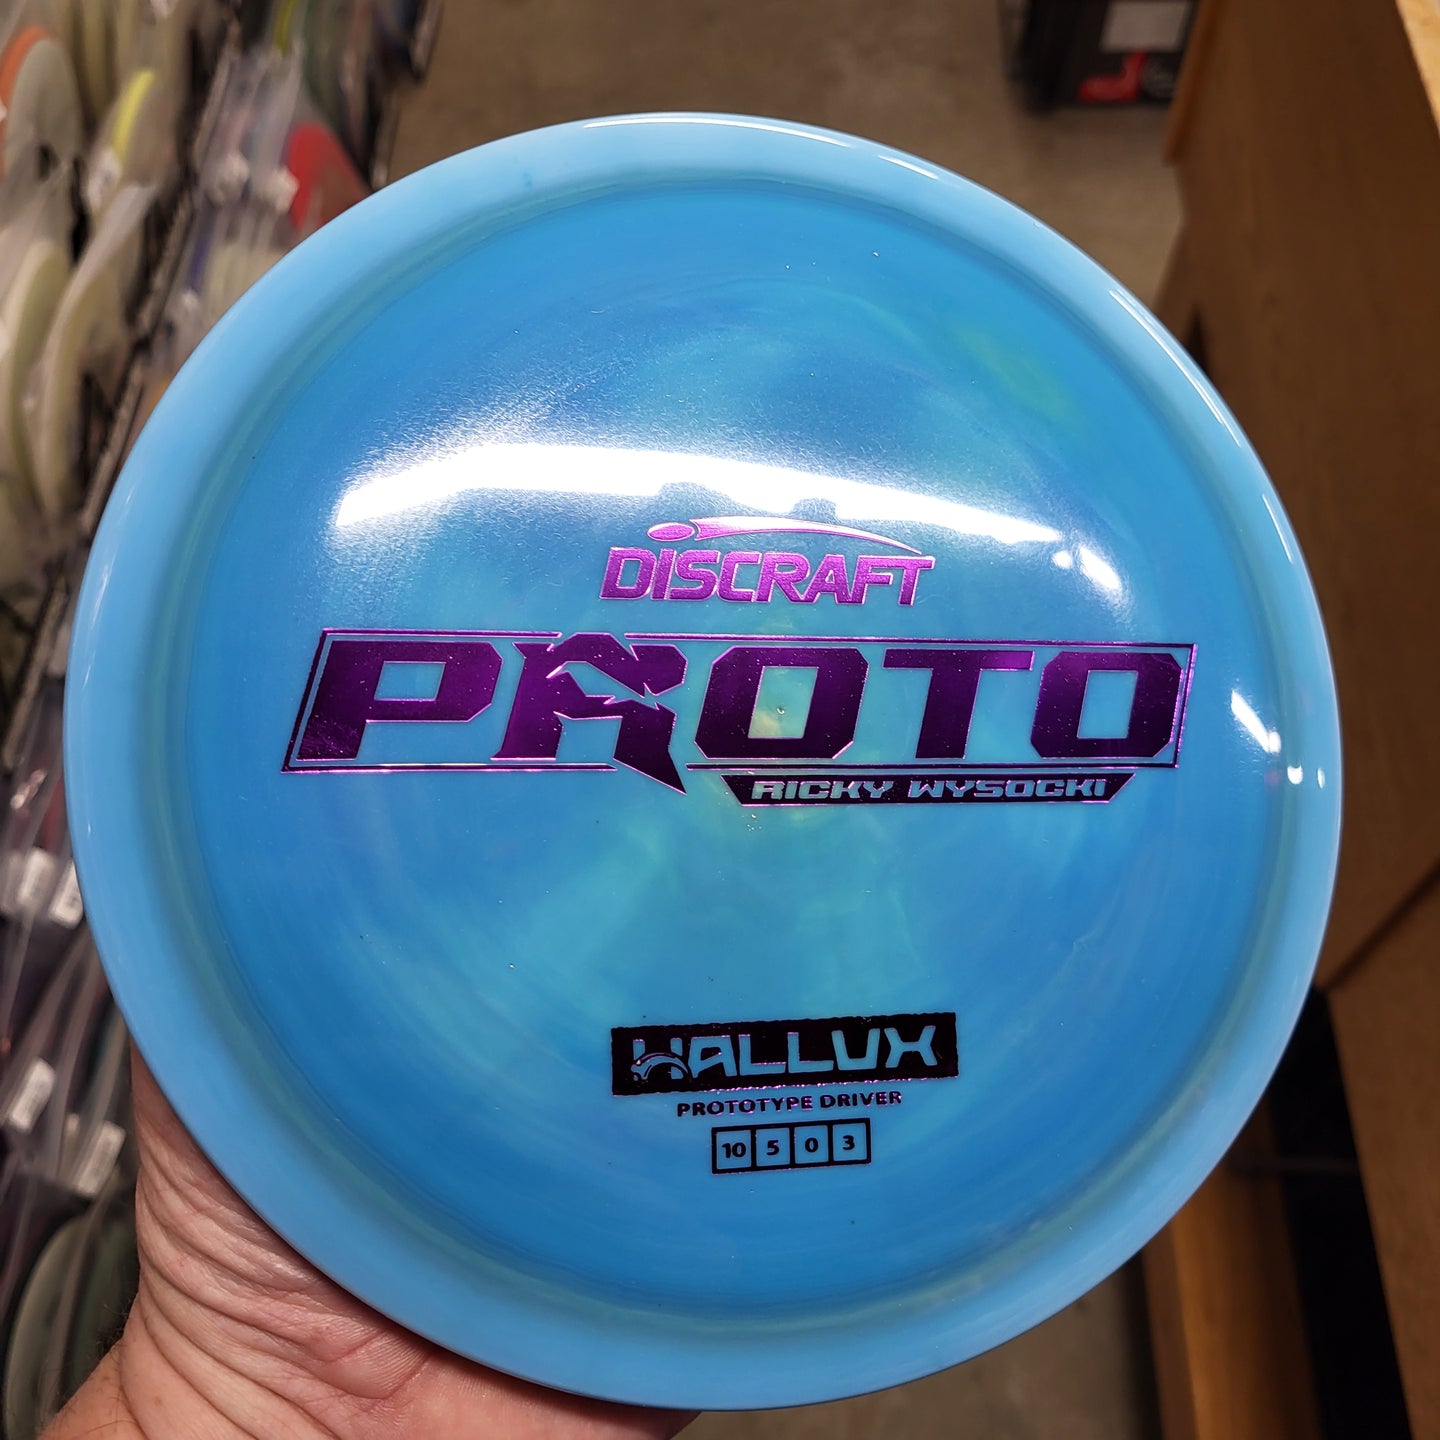 DISCRAFT
PROTO
RICKY WYSOCKI
HALLUX
PROTOTYPE DRIVER
10 5 0 3